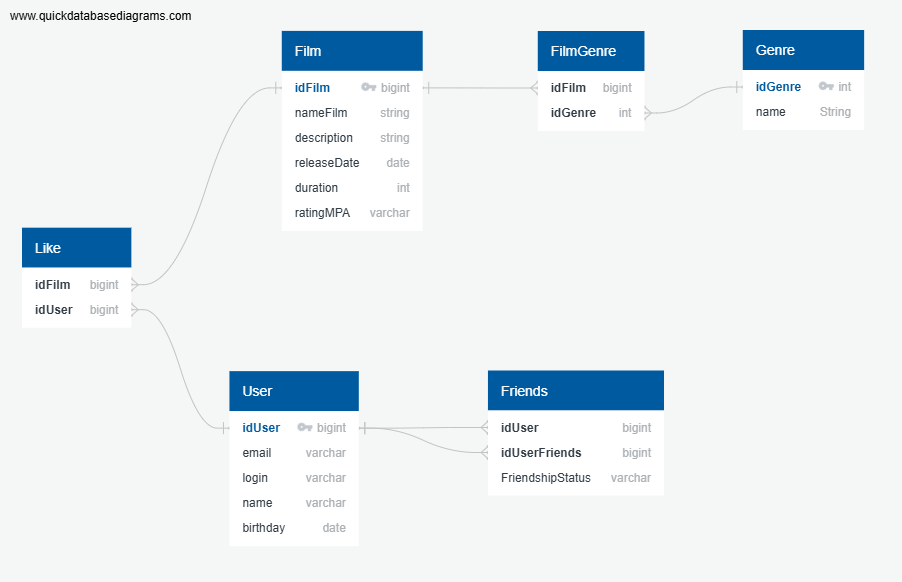 www.quickdatabasediagrams.com
Film
idFilm bigint
nameFilm string
description string
releaseDate date
duration int
ratingMPA varchar
FilmGenre
idFilm bigint
idGenre int
Genre
idGenre int
name String
Like
idFilm bigint
idUser bigint
User
idUser bigint
email varchar
login varchar
name varchar
birthday date
Friends
idUser bigint
idUserFriends bigint
FriendshipStatus varchar